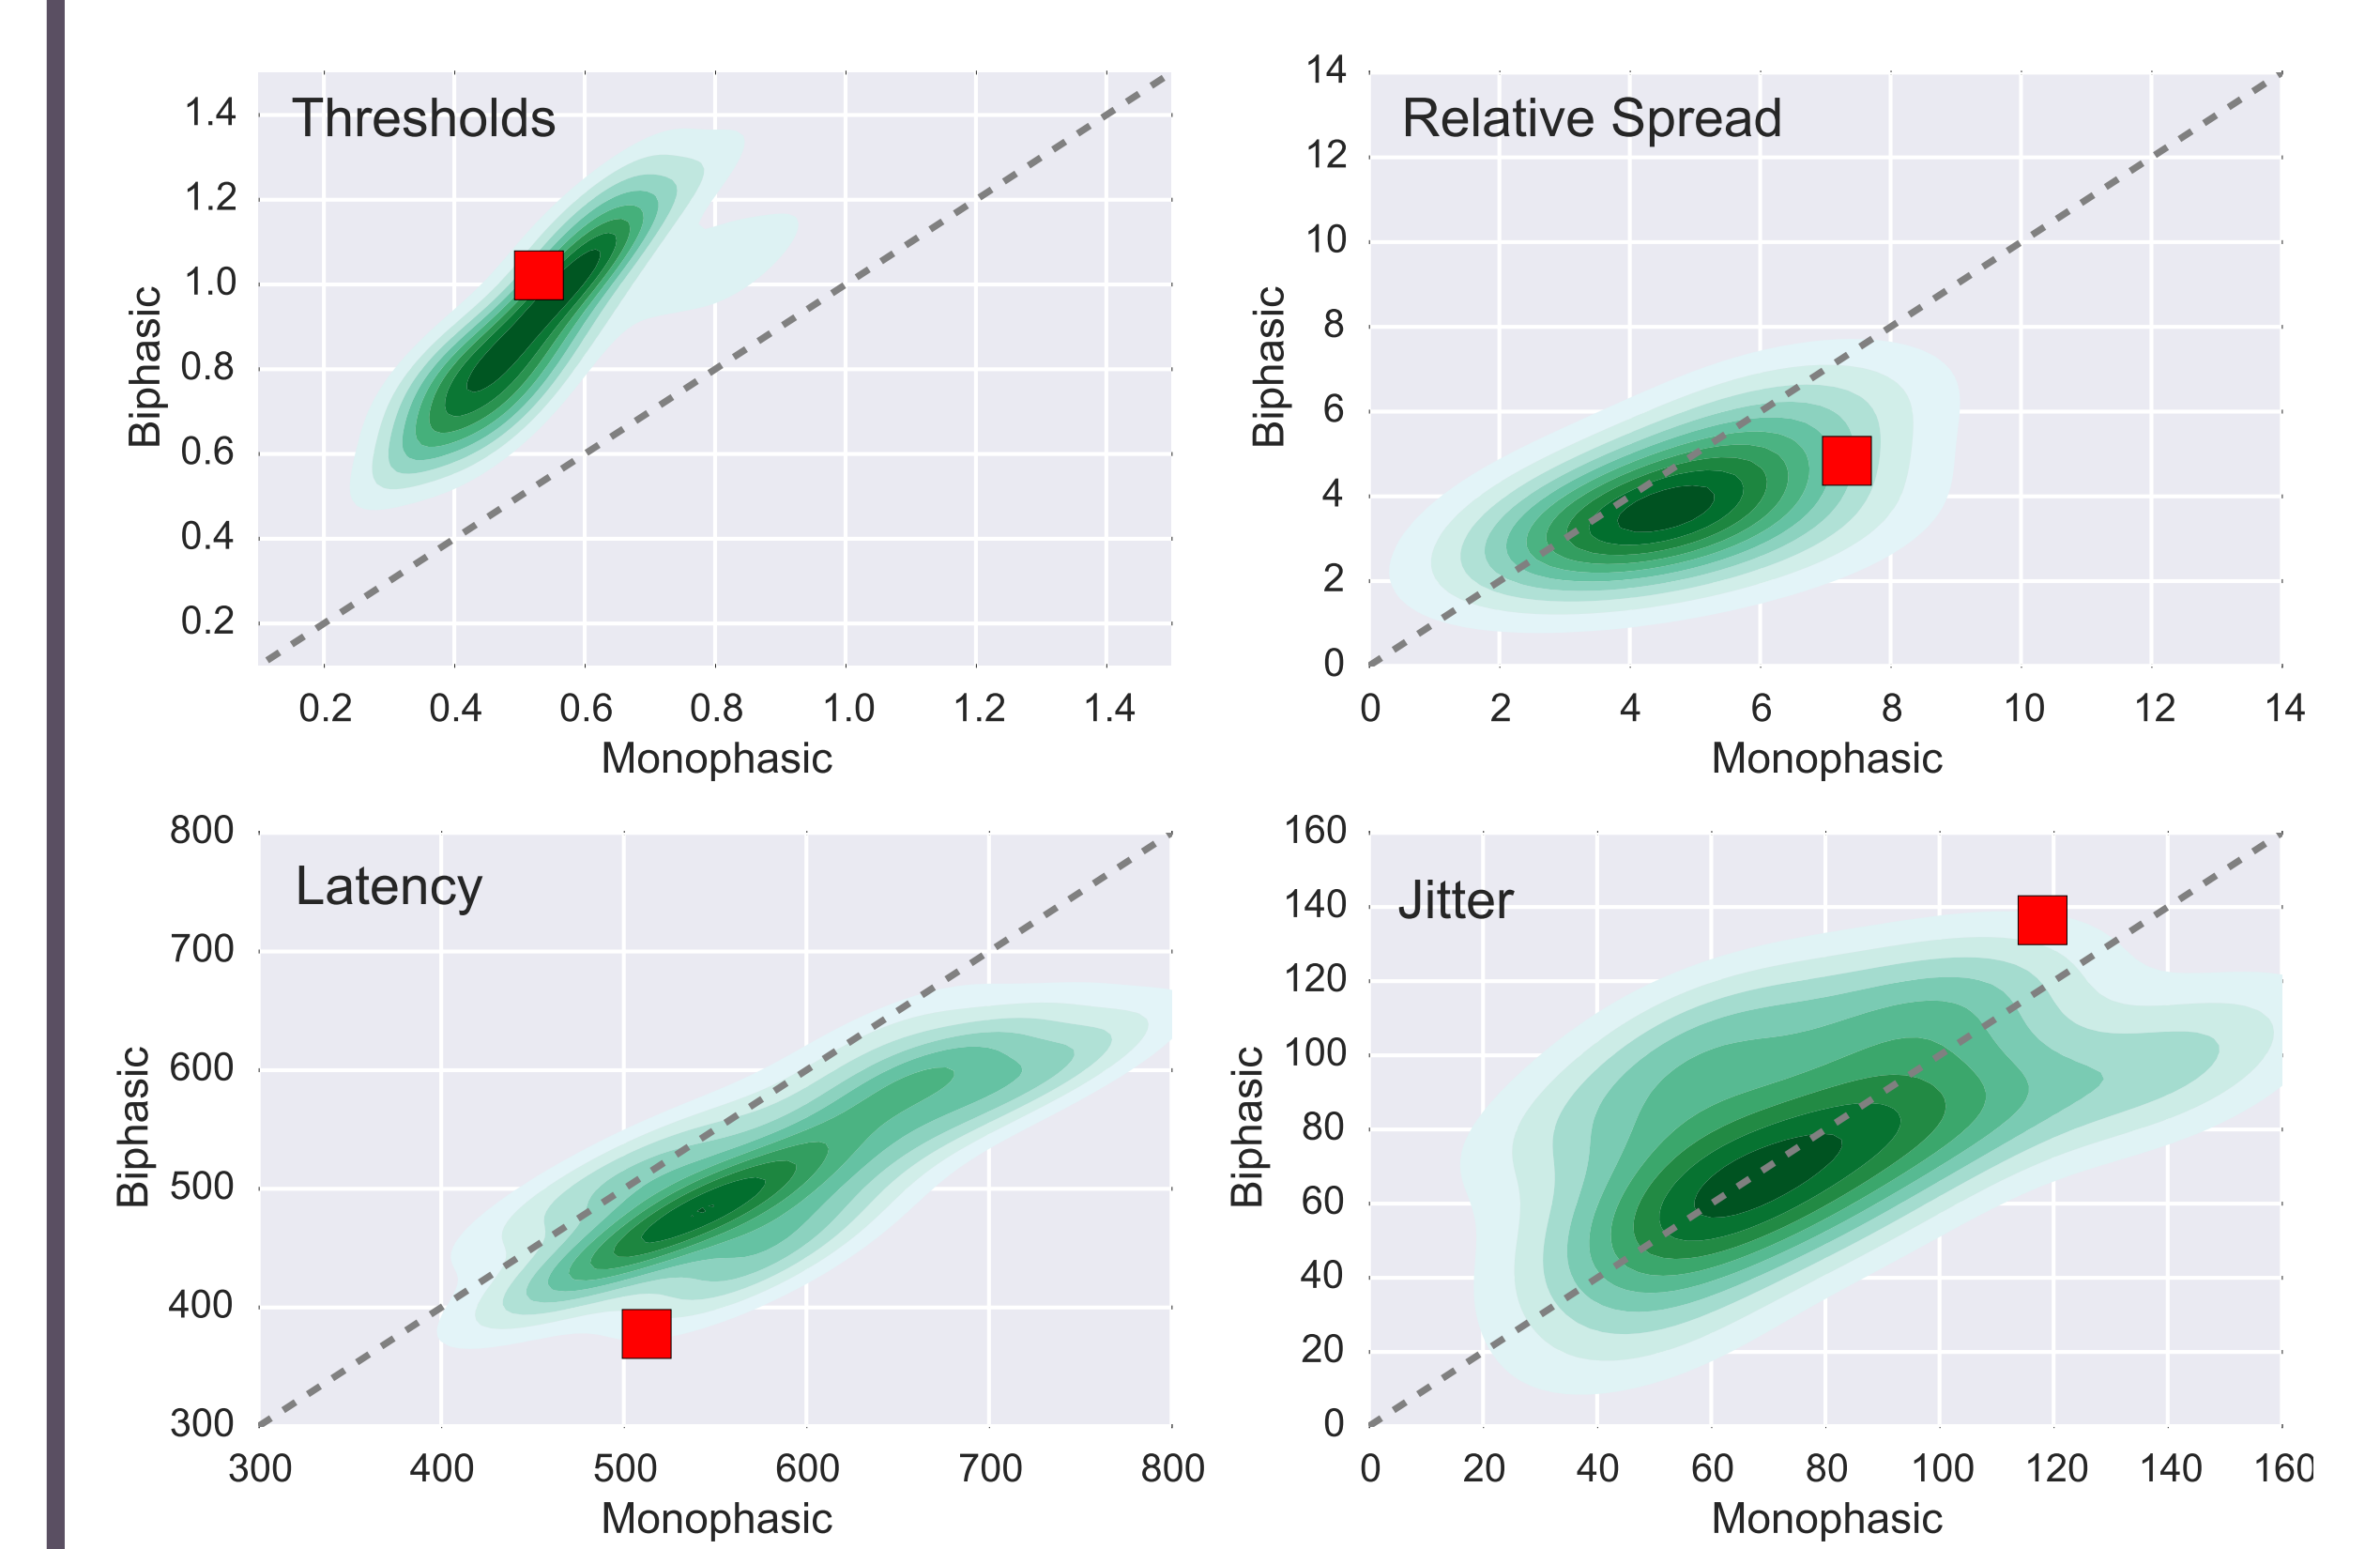 Thresholds
1.4
1.2
1.0
0.8
0.6
0.4
0.2
Biphasic
0.2 0.4 0.6 0.8 1.0 1.2 1.4
Monophasic
Relative Spread
14
12
10
8
6
4
2
0
Biphasic
0 2 4 6 8 10 12 14
Monophasic
Latency
800
700
600
500
400
300
Biphasic
300 400 500 600 700 800
Monophasic
Jitter
160
140
120
100
80
60
40
20
0
Biphasic
0 20 40 60 80 100 120 140 160
Monophasic